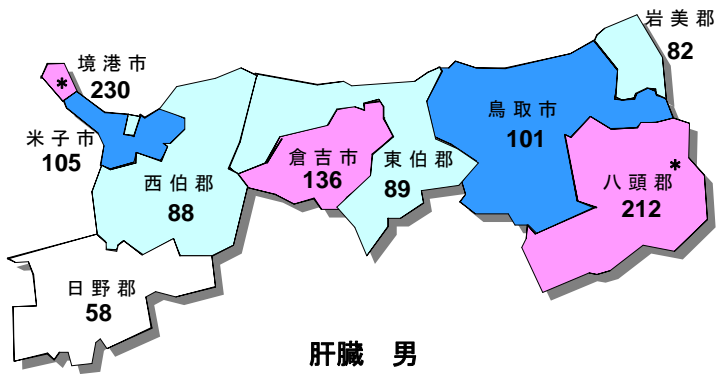 岩美郡
82
境港市
*
230
鳥取市
101
米子市
105
倉吉市
136
東伯郡
89
西伯郡
88
*
八頭郡
212
日野郡
58
肝臓 男